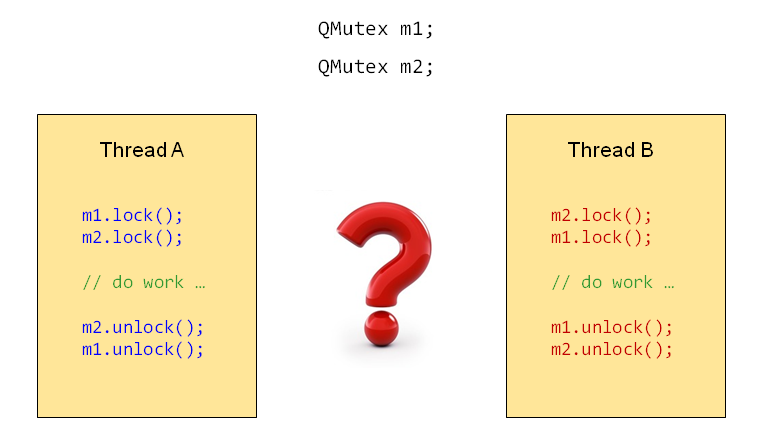 QMutex m1;
QMutex m2;
Thread A
m1.lock();
m2.lock();
// do work …
m2.unlock();
m1.unlock();
Thread B
m2.lock();
m1.lock();
// do work …
m1.unlock();
m2.unlock();